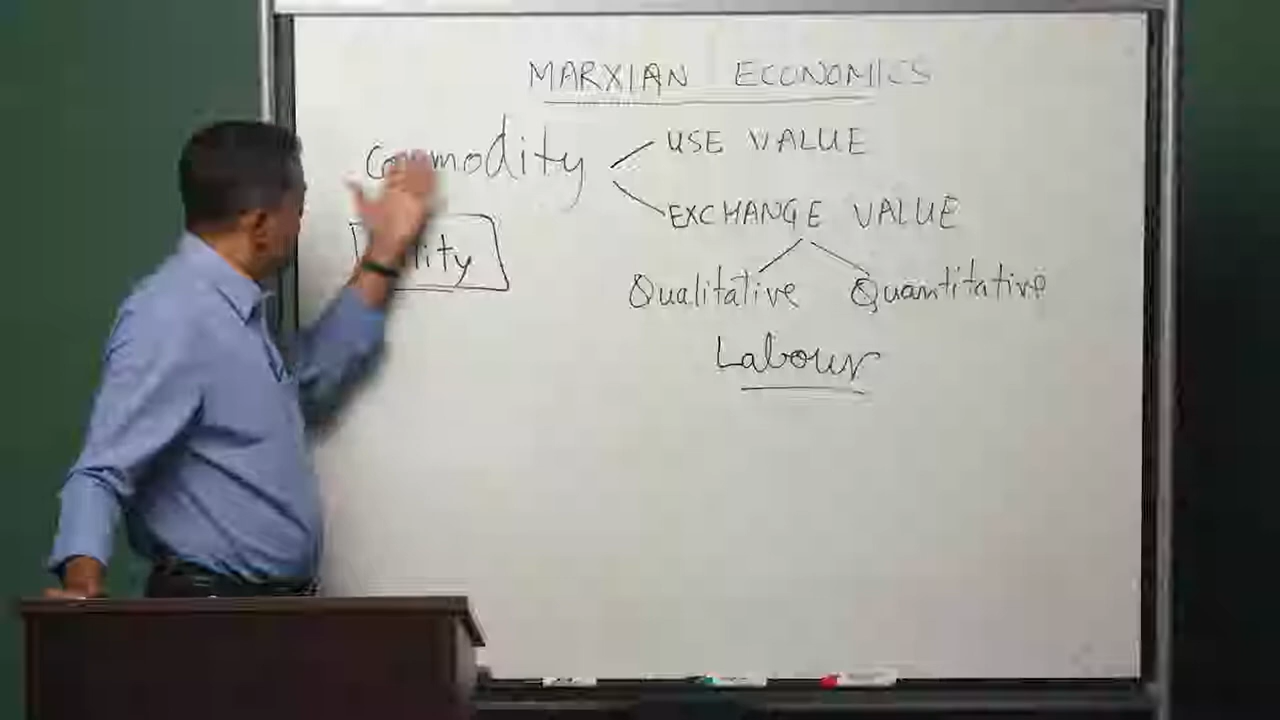 MARXIAN ECONOMICS
Commodity
USE VALUE
EXCHANGE VALUE
Qualitative Quantitative
Labour